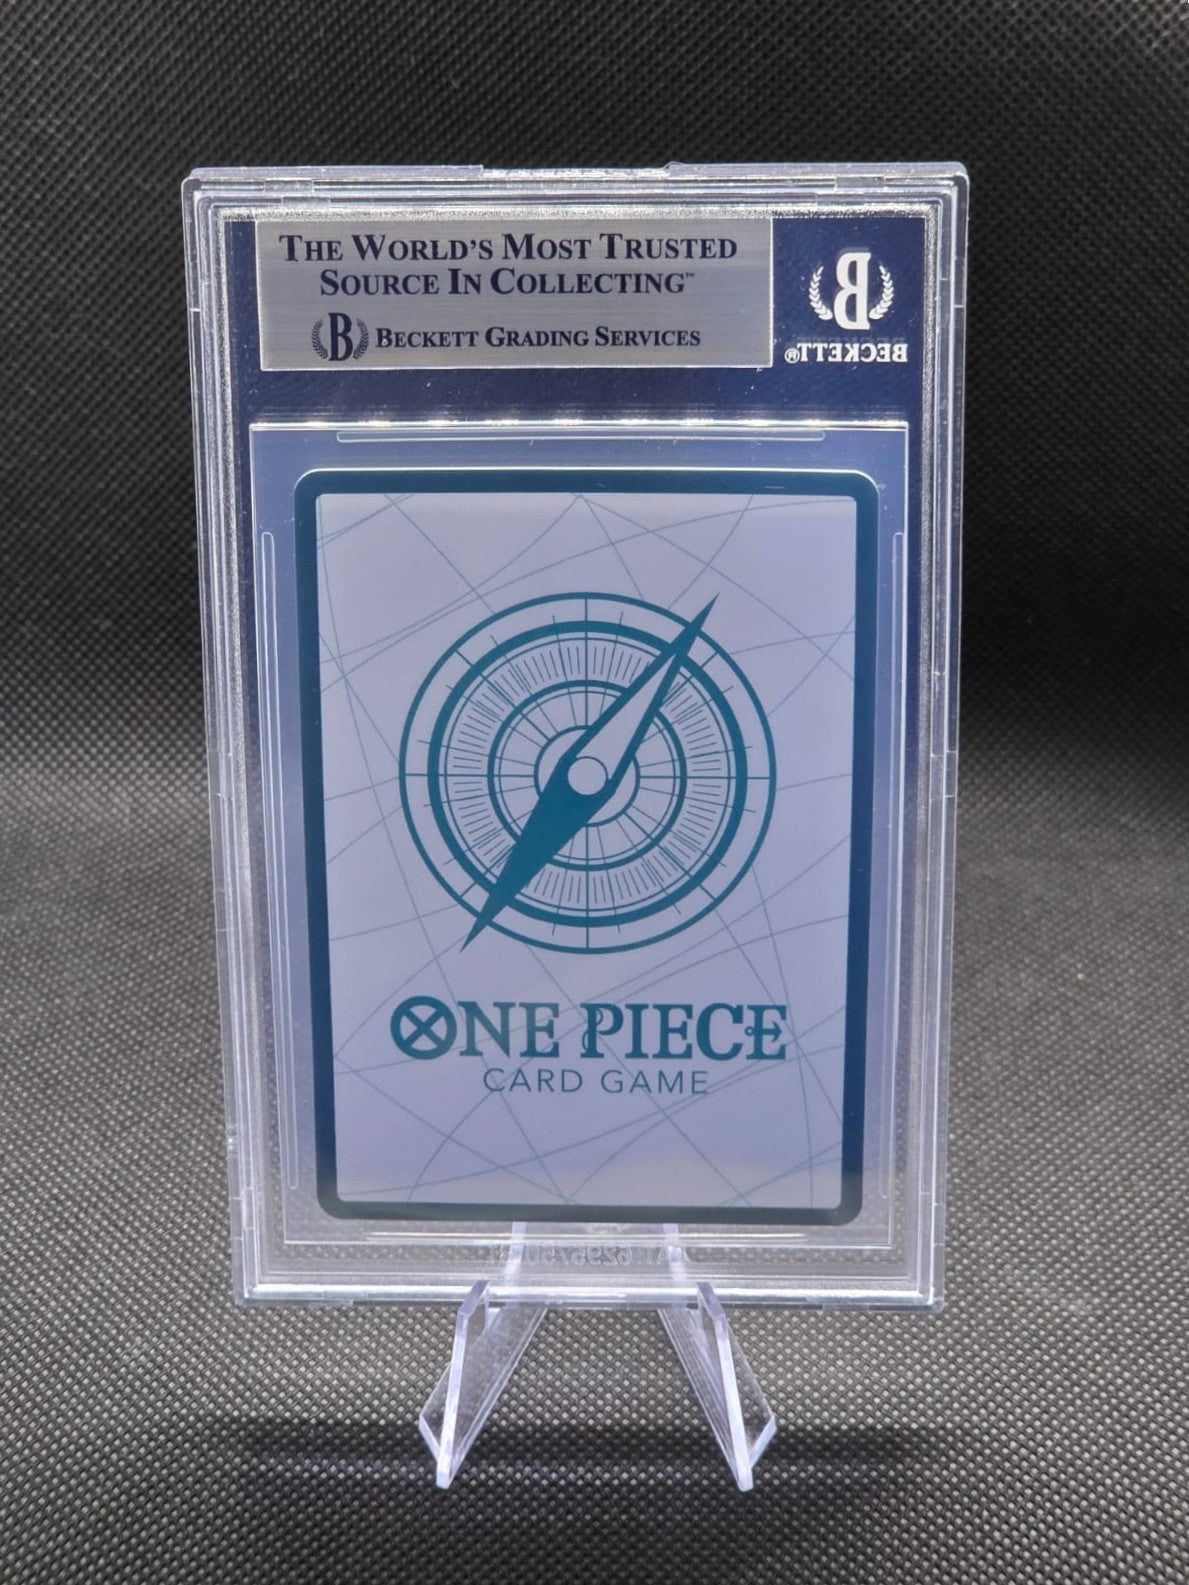 THE WORLD'S MOST TRUSTED
SOURCE IN COLLECTING™
B BECKETT GRADING SERVICES
B
BECKETT®
ONE PIECE
CARD GAME